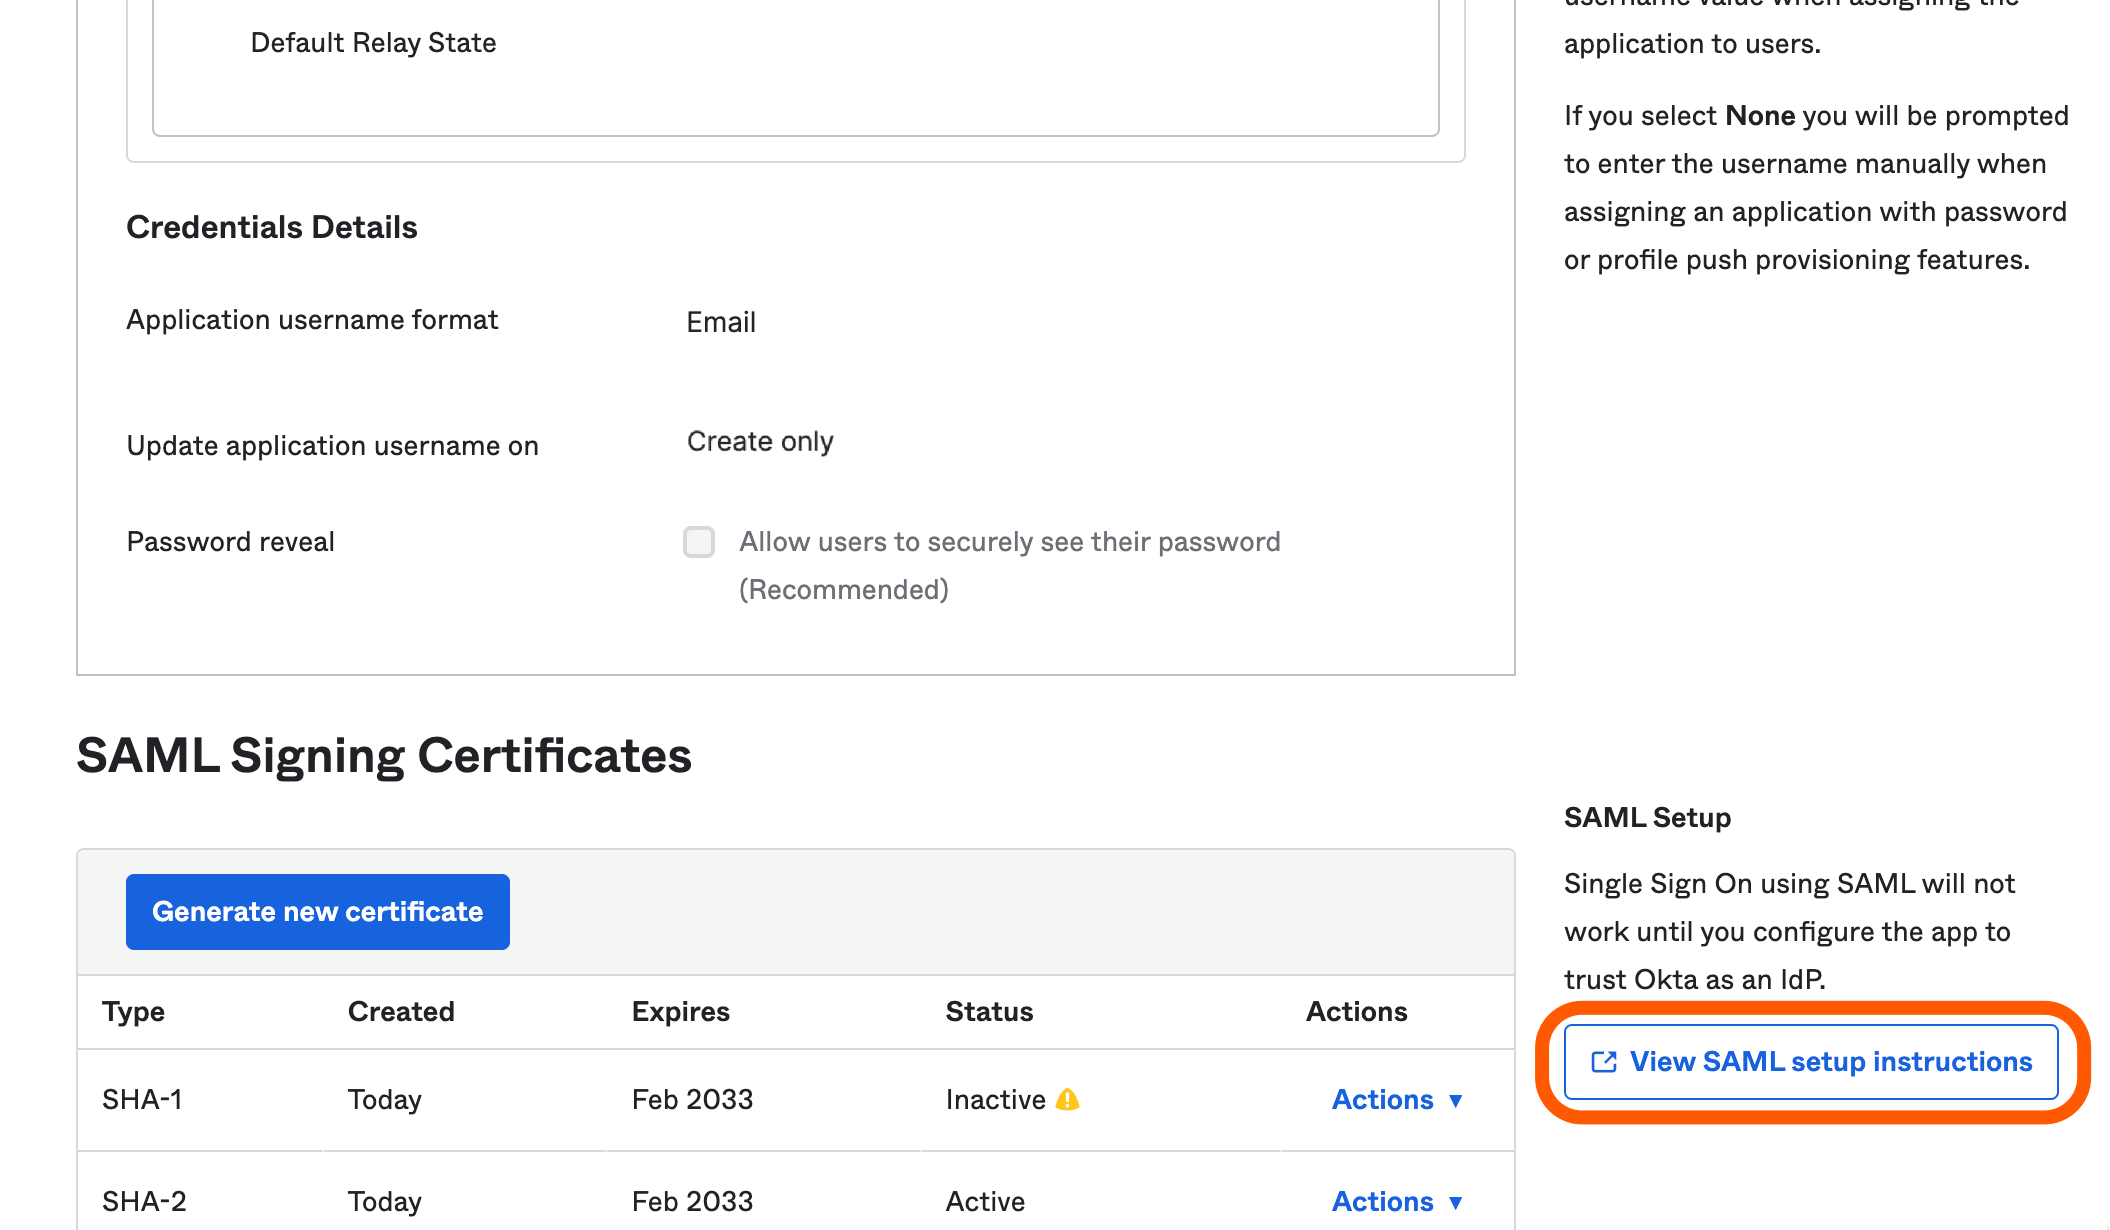 Default Relay State
Credentials Details
Application username format
Email
Update application username on
Create only
Password reveal
Allow users to securely see their password
(Recommended)
username value when assigning the
application to users.
If you select None you will be prompted
to enter the username manually when
assigning an application with password
or profile push provisioning features.
SAML Signing Certificates
Generate new certificate
Type Created Expires Status Actions
SHA-1 Today Feb 2033 Inactive Actions ▼
SHA-2 Today Feb 2033 Active Actions ▼
SAML Setup
Single Sign On using SAML will not
work until you configure the app to
trust Okta as an IdP.
View SAML setup instructions